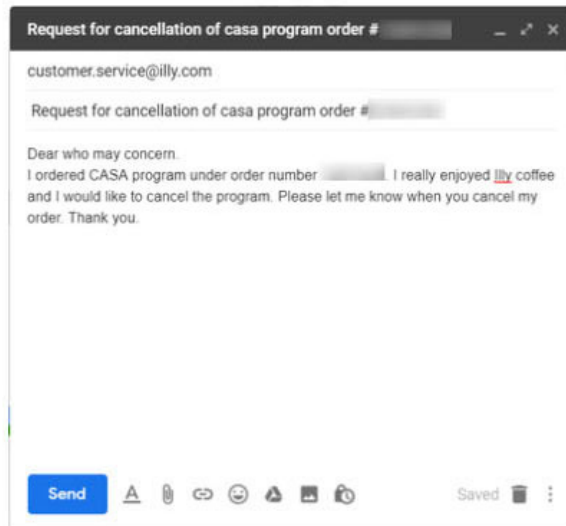 Request for cancellation of casa program order #
customer.service@illy.com
Request for cancellation of casa program order #
Dear who may concern.
I ordered CASA program under order number . I really enjoyed Illy coffee
and I would like to cancel the program. Please let me know when you cancel my
order. Thank you.
Send
Saved